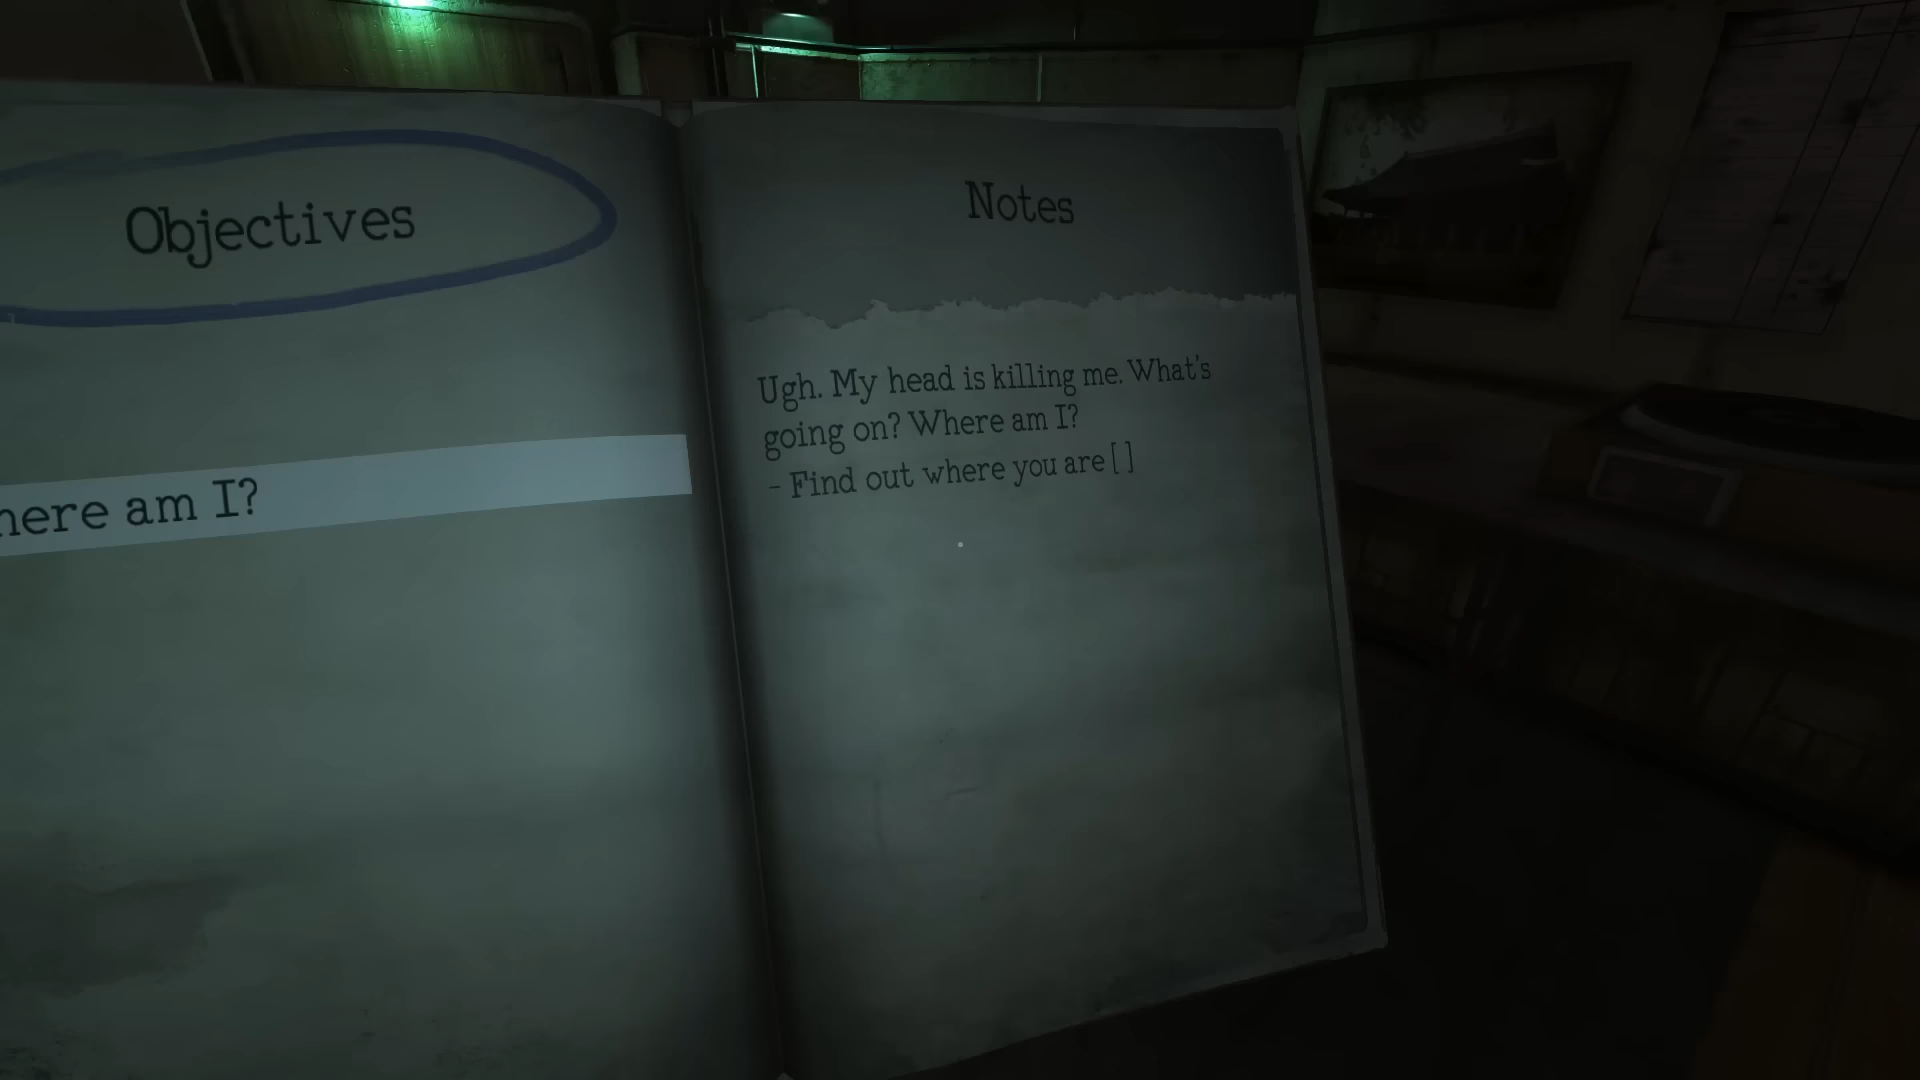 Objectives
here am I?
Notes
Ugh. My head is killing me. What's
going on? Where am I?
- Find out where you are [ ]